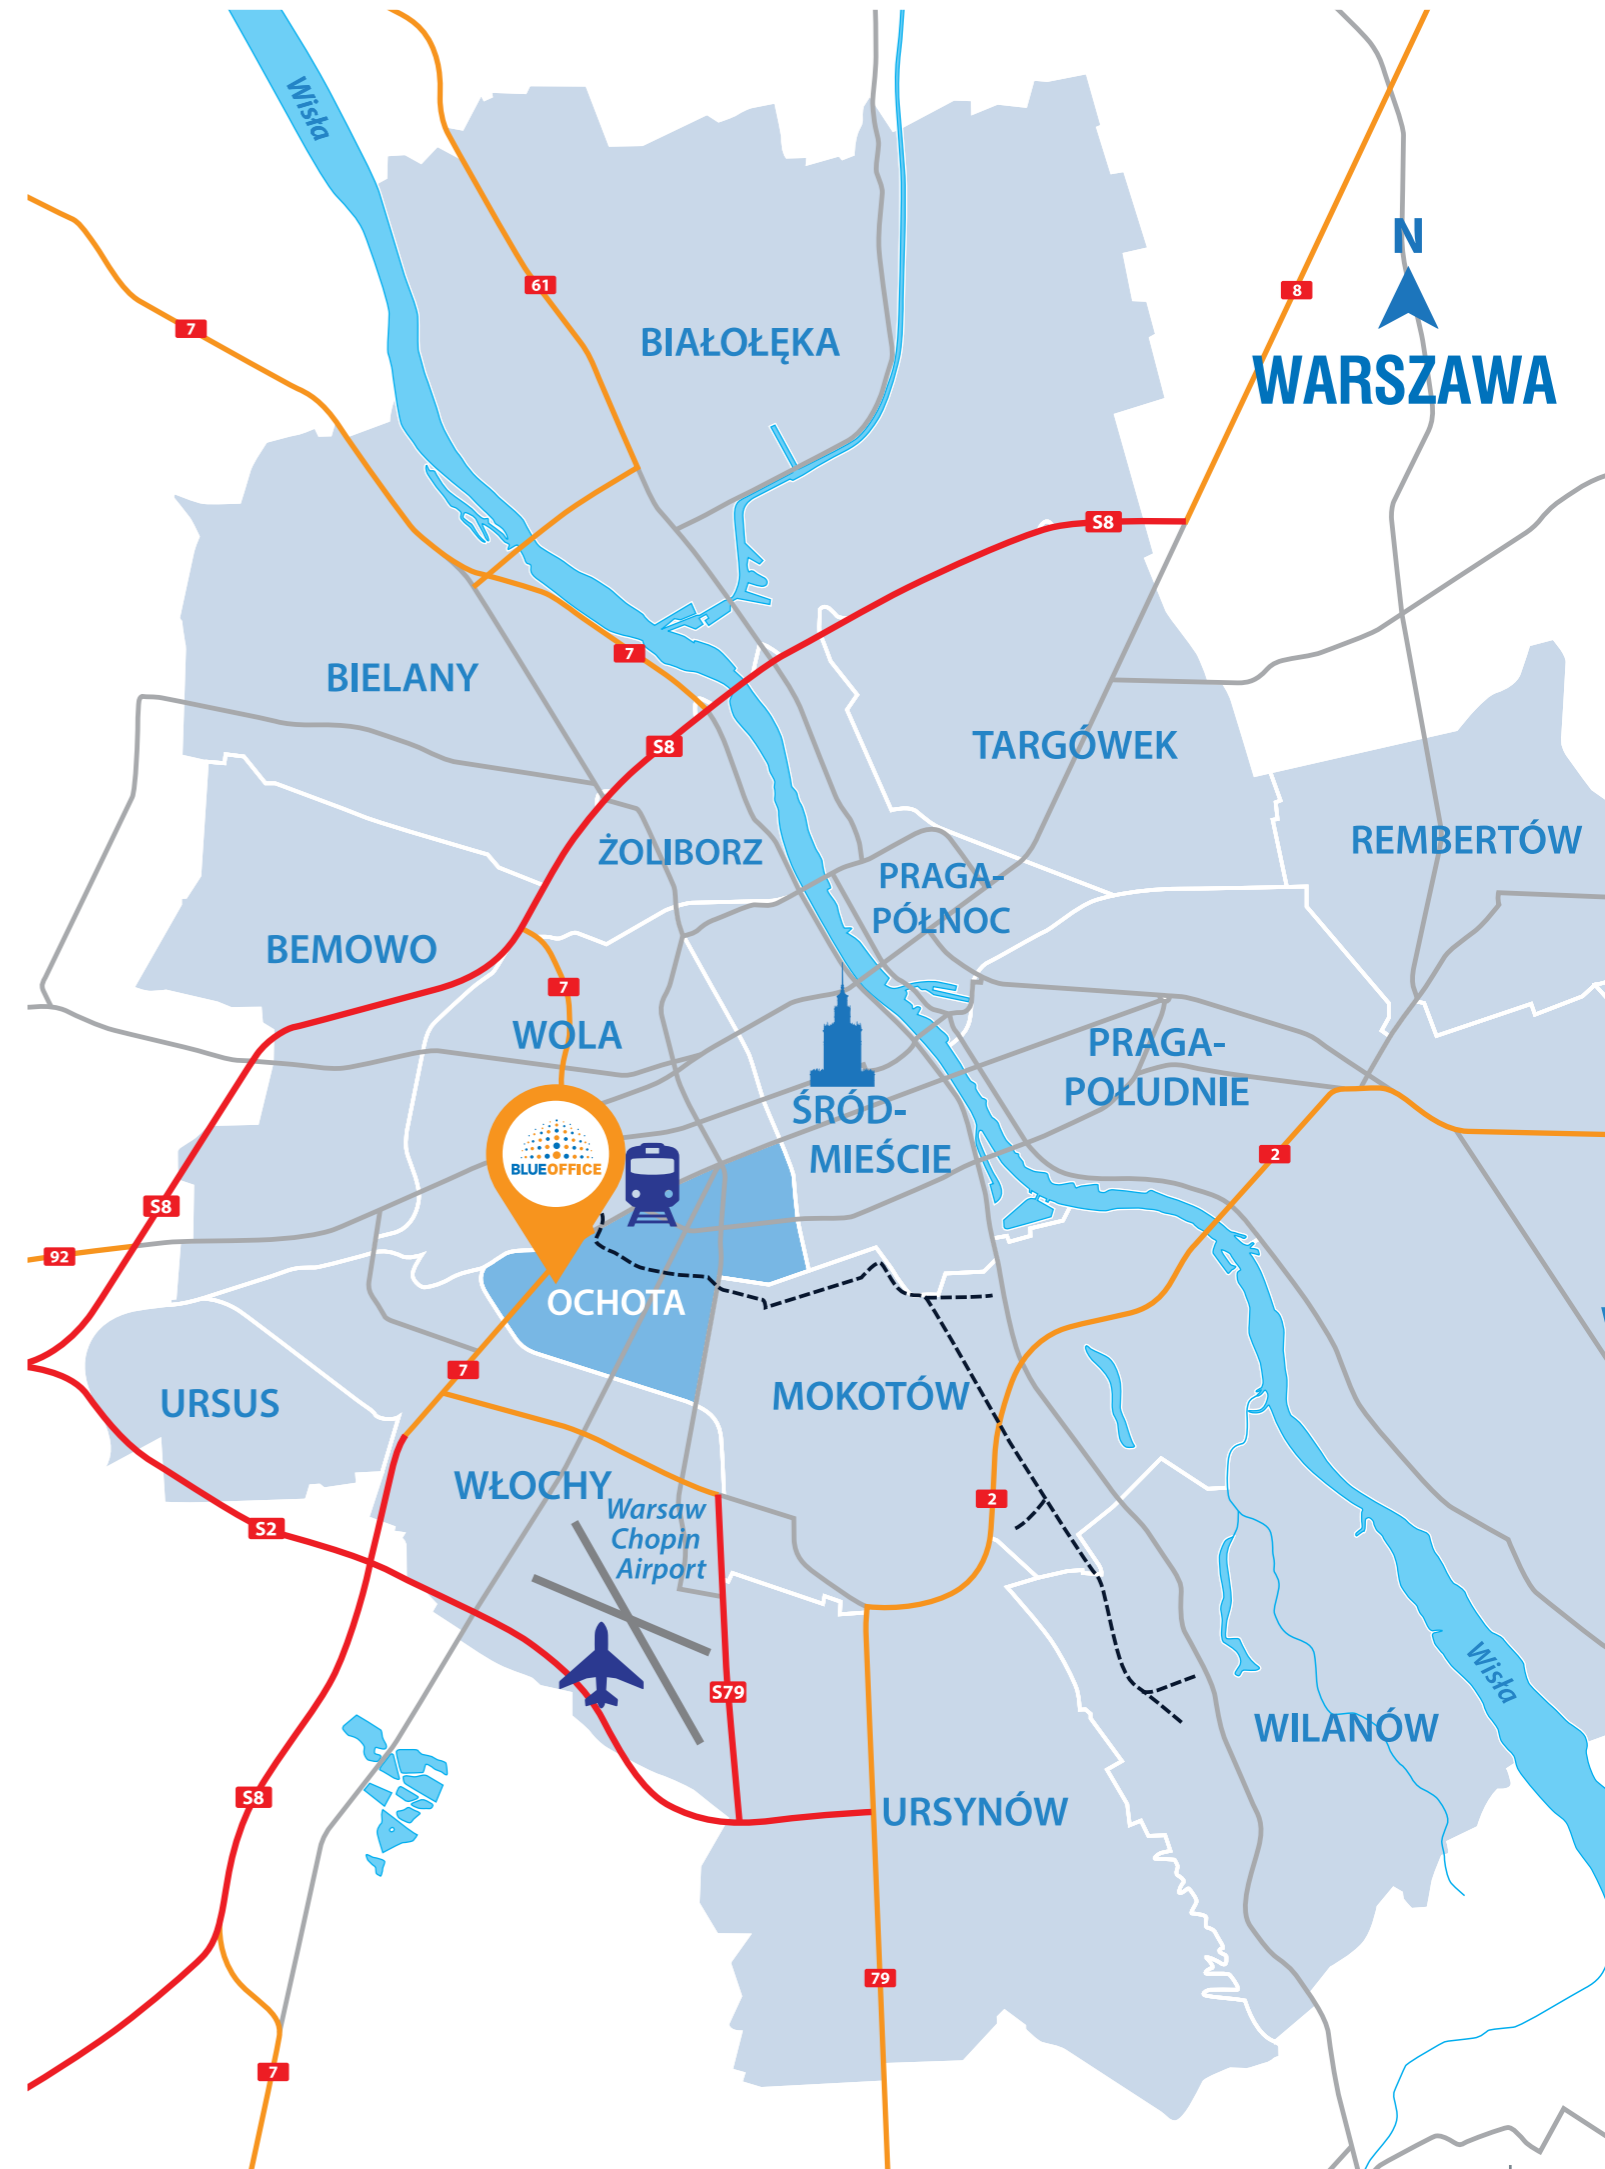 Wisła
N
61
8
7
BIAŁOŁĘKA
WARSZAWA
S8
7
BIELANY
S8
TARGÓWEK
ŻOLIBORZ
REMBERTÓW
PRAGA-
PÓŁNOC
BEMOWO
7
WOLA
PRAGA-
POŁUDNIE
ŚRÓD-
MIEŚCIE
2
BLUEOFFICE
S8
92
OCHOTA
7
URSUS
MOKOTÓW
WŁOCHY
Warsaw
Chopin
Airport
2
S2
Wisła
S79
WILANÓW
S8
URSYNÓW
79
7